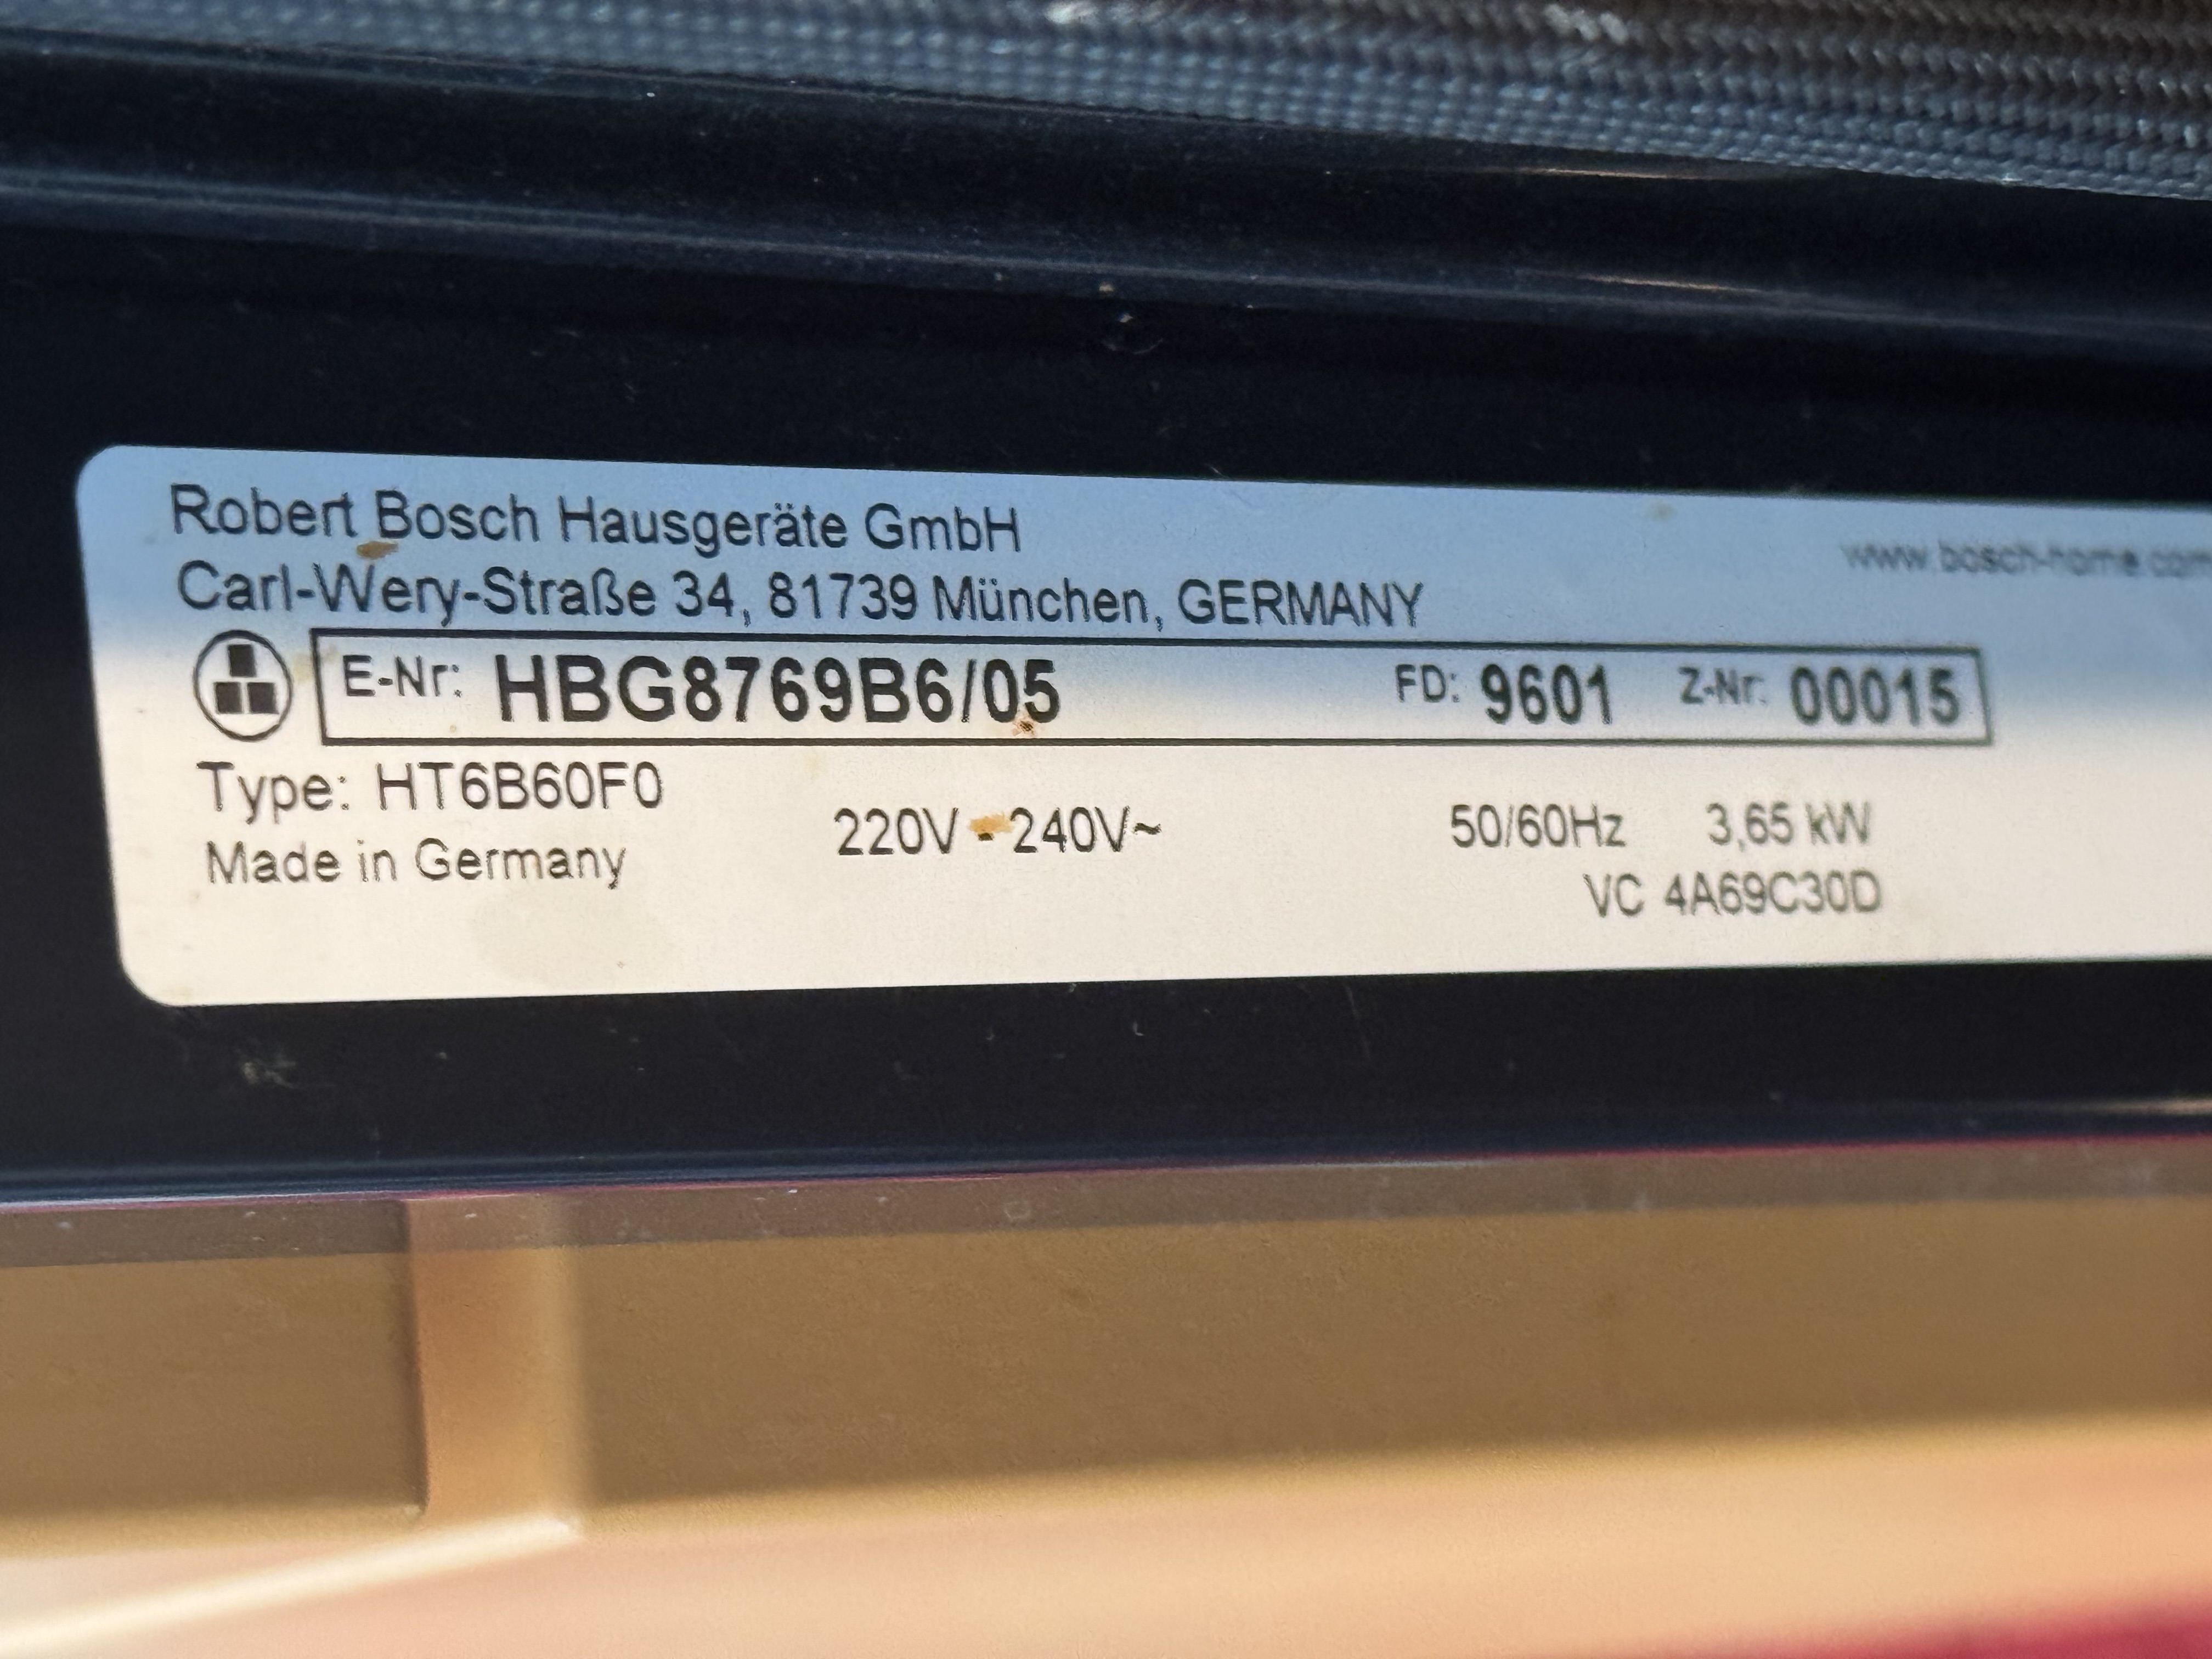 Robert Bosch Hausgeräte GmbH
www.bosch-home.com
Carl-Wery-Straße 34, 81739 München, GERMANY
E-Nr: HBG8769B6/05 FD: 9601 Z-Nr: 00015
Type: HT6B60F0
220V - 240V~ 50/60Hz 3,65 kW
Made in Germany
VC 4A69C30D